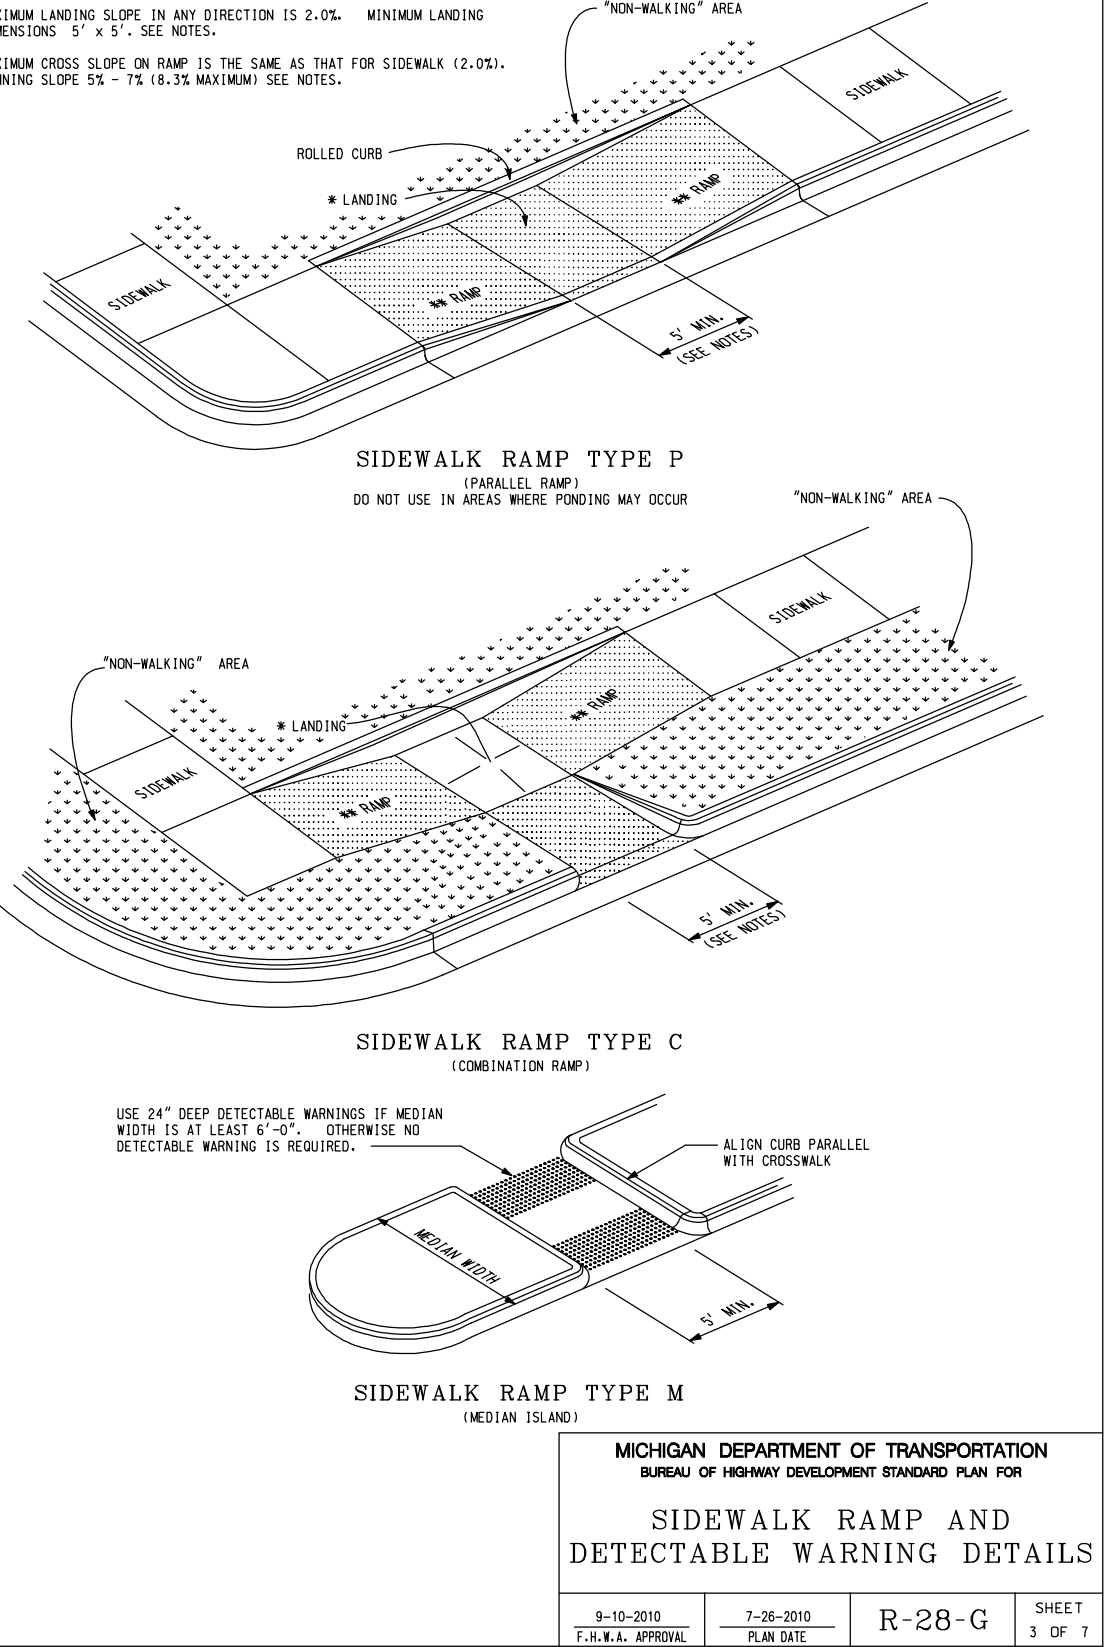 IMUM LANDING SLOPE IN ANY DIRECTION IS 2.0%. MINIMUM LANDING
ENSIONS 5' x 5'. SEE NOTES.
IMUM CROSS SLOPE ON RAMP IS THE SAME AS THAT FOR SIDEWALK (2.0%).
NING SLOPE 5% - 7% (8.3% MAXIMUM) SEE NOTES.
"NON-WALKING" AREA
SIDEWALK
ROLLED CURB
* LANDING
** RAMP
SIDEWALK
** RAMP
5' MIN.
(SEE NOTES)
SIDEWALK RAMP TYPE P
(PARALLEL RAMP)
DO NOT USE IN AREAS WHERE PONDING MAY OCCUR
"NON-WALKING" AREA
SIDEWALK
"NON-WALKING" AREA
* LANDING
** RAMP
SIDEWALK
** RAMP
5' MIN.
(SEE NOTES)
SIDEWALK RAMP TYPE C
(COMBINATION RAMP)
USE 24" DEEP DETECTABLE WARNINGS IF MEDIAN
WIDTH IS AT LEAST 6'-0". OTHERWISE NO
DETECTABLE WARNING IS REQUIRED.
ALIGN CURB PARALLEL
WITH CROSSWALK
MEDIAN WIDTH
5' MIN.
SIDEWALK RAMP TYPE M
(MEDIAN ISLAND)
MICHIGAN DEPARTMENT OF TRANSPORTATION
BUREAU OF HIGHWAY DEVELOPMENT STANDARD PLAN FOR
SIDEWALK RAMP AND
DETECTABLE WARNING DETAILS
9-10-2010
F.H.W.A. APPROVAL
7-26-2010
PLAN DATE
R-28-G
SHEET
3 OF 7